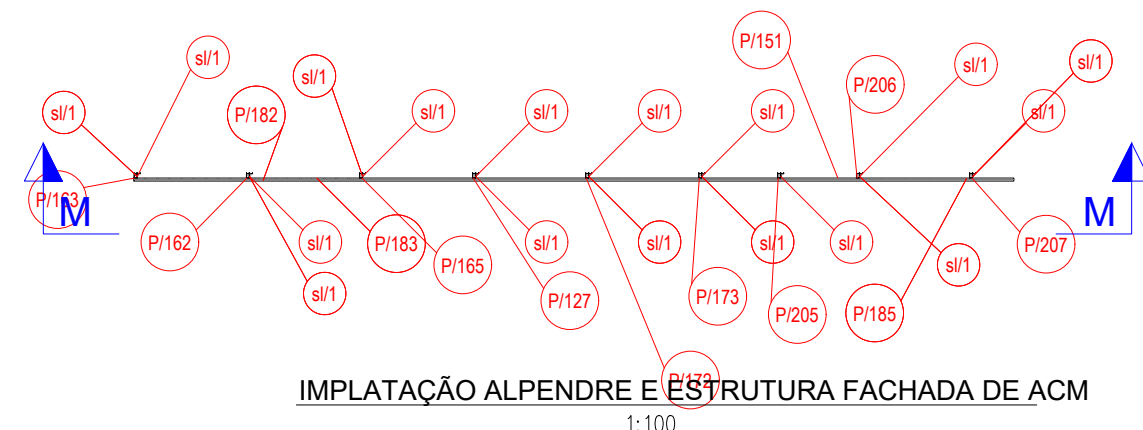 P/151
sl/1
sl/1
sl/1
sl/1
P/206
sl/1
P/182
sl/1
sl/1
sl/1
sl/1
sl/1
P/163
M
M
P/162
sl/1
P/183
sl/1
sl/1
sl/1
sl/1
P/207
P/165
sl/1
sl/1
P/127
P/173
P/205
P/185
P/172
IMPLATAÇÃO ALPENDRE E ESTRUTURA FACHADA DE ACM
1:100